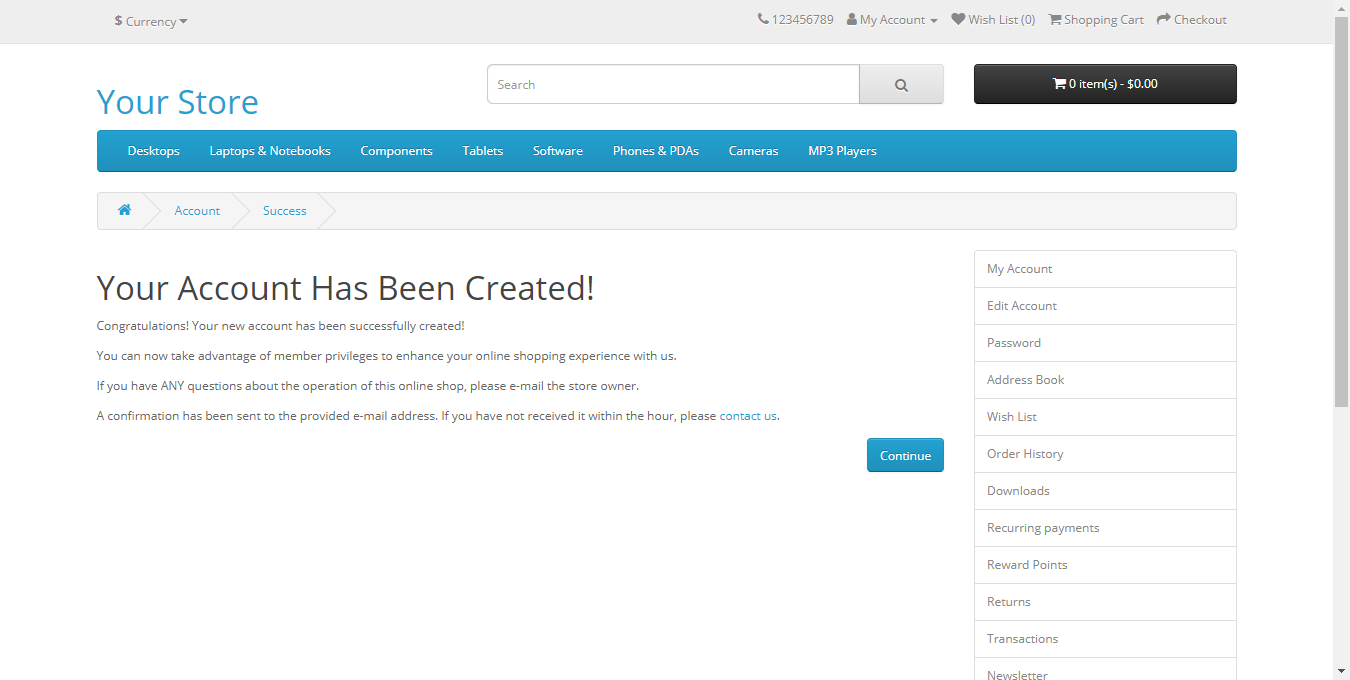 $ Currency
123456789
My Account
Wish List (0)
Shopping Cart
Checkout
Your Store
Search
0 item(s) - $0.00
Desktops
Laptops & Notebooks
Components
Tablets
Software
Phones & PDAs
Cameras
MP3 Players
Account
Success
Your Account Has Been Created!
Congratulations! Your new account has been successfully created!
You can now take advantage of member privileges to enhance your online shopping experience with us.
If you have ANY questions about the operation of this online shop, please e-mail the store owner.
A confirmation has been sent to the provided e-mail address. If you have not received it within the hour, please contact us.
Continue
My Account
Edit Account
Password
Address Book
Wish List
Order History
Downloads
Recurring payments
Reward Points
Returns
Transactions
Newsletter